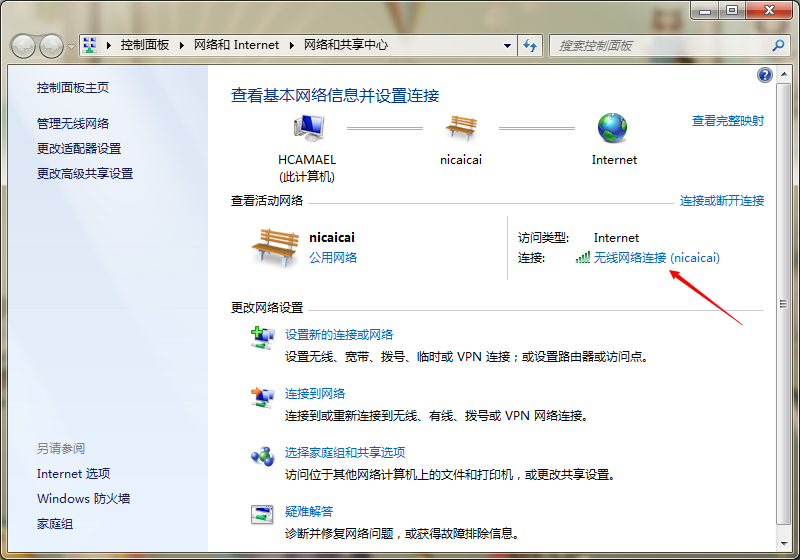 控制面板 ▸ 网络和 Internet ▸ 网络和共享中心
搜索控制面板
控制面板主页
管理无线网络
更改适配器设置
更改高级共享设置
查看基本网络信息并设置连接
查看完整映射
HCAMAEL
(此计算机)
nicaicai
Internet
查看活动网络
连接或断开连接
nicaicai
公用网络
访问类型: Internet
连接: 无线网络连接 (nicaicai)
更改网络设置
设置新的连接或网络
设置无线、宽带、拨号、临时或 VPN 连接；或设置路由器或访问点。
连接到网络
连接到或重新连接到无线、有线、拨号或 VPN 网络连接。
选择家庭组和共享选项
访问位于其他网络计算机上的文件和打印机，或更改共享设置。
疑难解答
诊断并修复网络问题，或获得故障排除信息。
另请参阅
Internet 选项
Windows 防火墙
家庭组